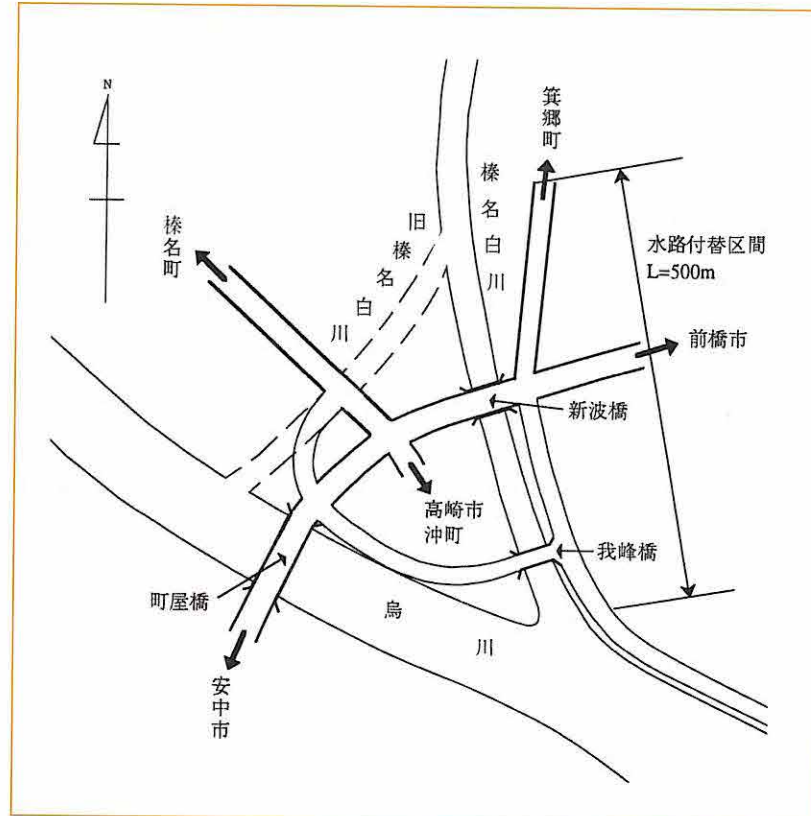 N
箕郷町
榛名白川
旧榛名白川
榛名町
水路付替区間
L=500m
前橋市
新波橋
高崎市
沖町
我峰橋
町屋橋
烏川
安中市